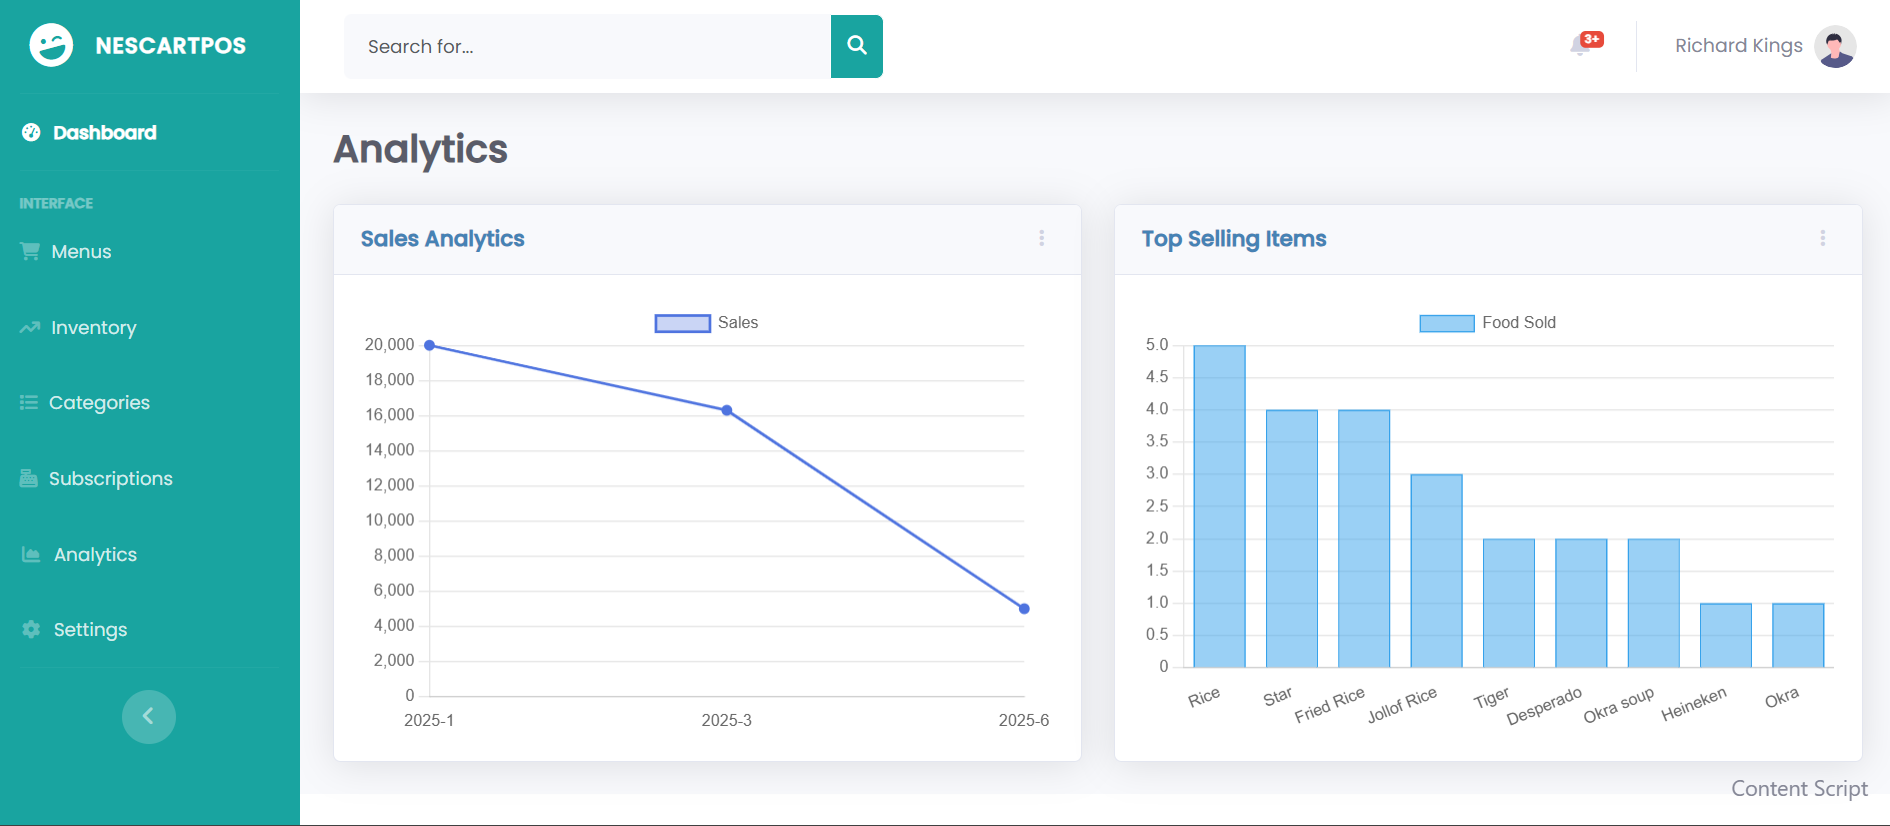 NESCARTPOS
Search for...
3+
Richard Kings
Dashboard
INTERFACE
Menus
Inventory
Categories
Subscriptions
Analytics
Settings
Analytics
Sales Analytics
Sales
20,000
18,000
16,000
14,000
12,000
10,000
8,000
6,000
4,000
2,000
0
2025-1 2025-3 2025-6
Top Selling Items
Food Sold
5.0
4.5
4.0
3.5
3.0
2.5
2.0
1.5
1.0
0.5
0
Rice Star Fried Rice Jollof Rice Tiger Desperado Okra soup Heineken Okra
Content Script